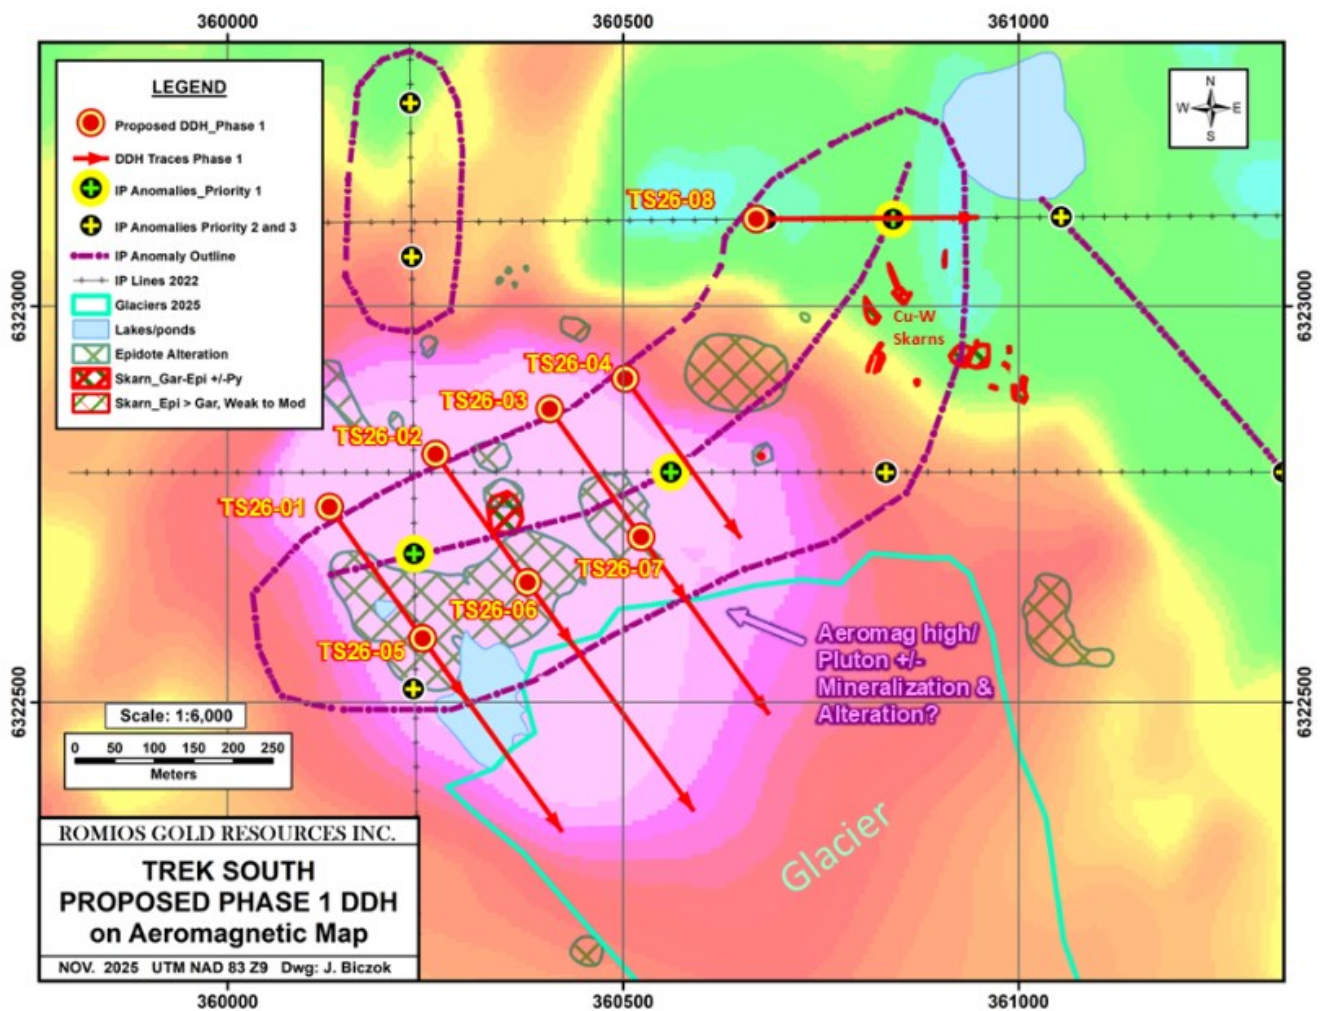 360000
360500
361000
LEGEND
Proposed DDH_Phase 1
DDH Traces Phase 1
IP Anomalies_Priority 1
IP Anomalies Priority 2 and 3
IP Anomaly Outline
IP Lines 2022
Glaciers 2025
Lakes/ponds
Epidote Alteration
Skarn_Gar-Epi +/-Py
Skarn_Epi > Gar, Weak to Mod
N
W
E
S
TS26-08
6323000
6323000
Cu-W
Skarns
TS26-04
TS26-03
TS26-02
TS26-01
TS26-07
TS26-06
TS26-05
Aeromag high/
Pluton +/-
Mineralization &
Alteration?
6322500
6322500
Scale: 1:6,000
0 50 100 150 200 250
Meters
Glacier
ROMIOS GOLD RESOURCES INC.
TREK SOUTH
PROPOSED PHASE 1 DDH
on Aeromagnetic Map
NOV. 2025 UTM NAD 83 Z9 Dwg: J. Biczok
360000
360500
361000